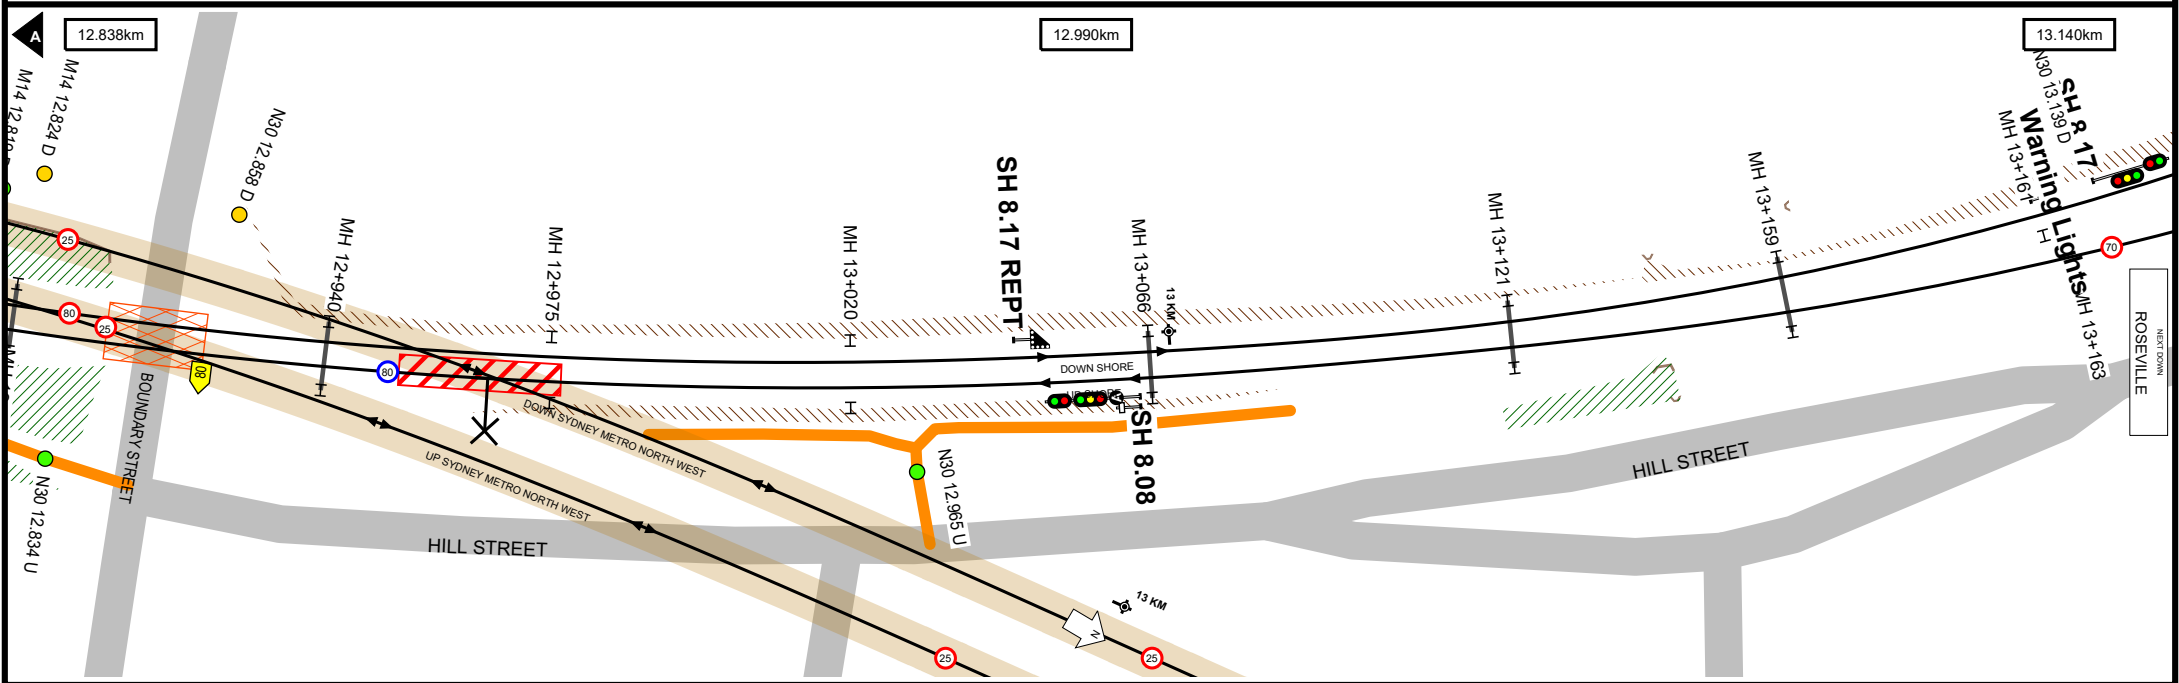 A
12.838km
12.990km
13.140km
M14 12.824 D
N30 12.858 D
N30 13.139 D
SH 8.17
Warning Lights
MH 13+161
MH 13+159
MH 13+121
MH 13+066
13 KM
SH 8.17 REPT
MH 13+020
MH 12+975
MH 12+940
25
80
25
80
80
70
DOWN SHORE
UP SHORE
SH 8.08
MH 13+163
NEXT DOWN
ROSEVILLE
BOUNDARY STREET
DOWN SYDNEY METRO NORTH WEST
UP SYDNEY METRO NORTH WEST
N30 12.834 U
N30 12.965 U
HILL STREET
HILL STREET
13 KM
N
25
25